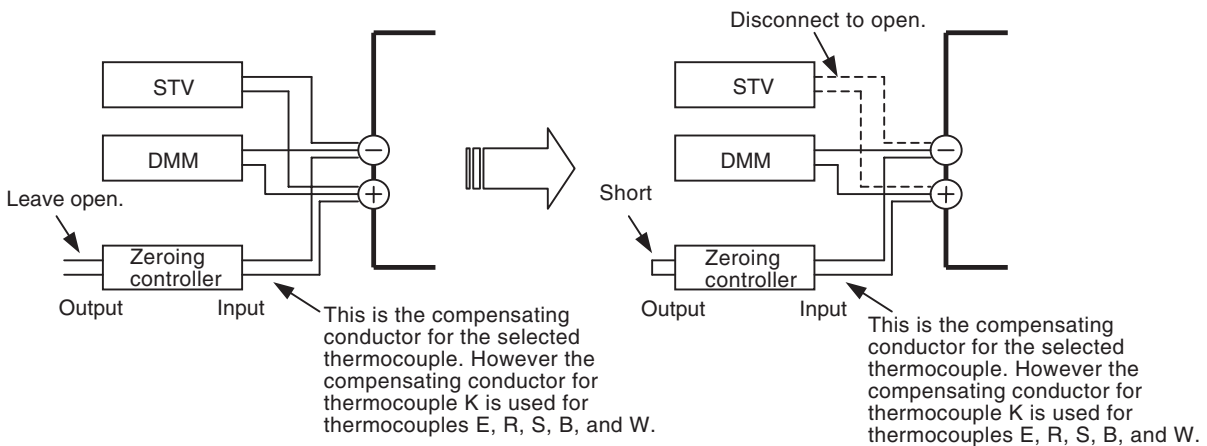 STV
DMM
−
+
Leave open.
Zeroing
controller
Output
Input
This is the compensating
conductor for the selected
thermocouple. However the
compensating conductor for
thermocouple K is used for
thermocouples E, R, S, B, and W.
Disconnect to open.
STV
DMM
−
+
Short
Zeroing
controller
Output
Input
This is the compensating
conductor for the selected
thermocouple. However the
compensating conductor for
thermocouple K is used for
thermocouples E, R, S, B, and W.